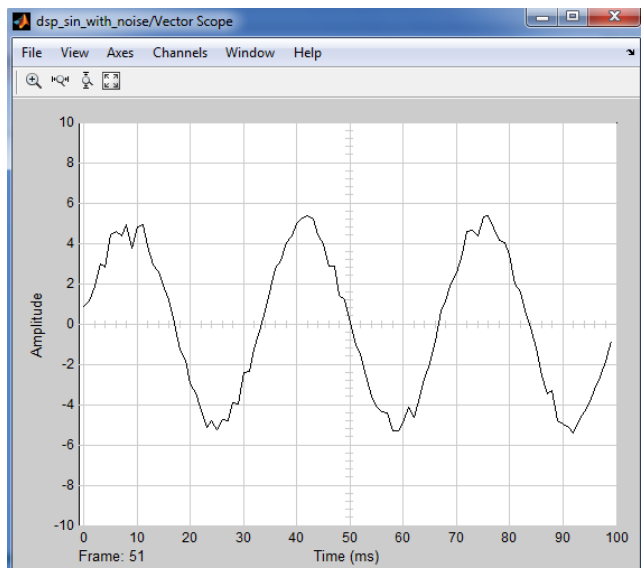 dsp_sin_with_noise/Vector Scope
File View Axes Channels Window Help
10
8
6
4
2
0
-2
-4
-6
-8
-10
Amplitude
0 10 20 30 40 50 60 70 80 90 100
Frame: 51 Time (ms)